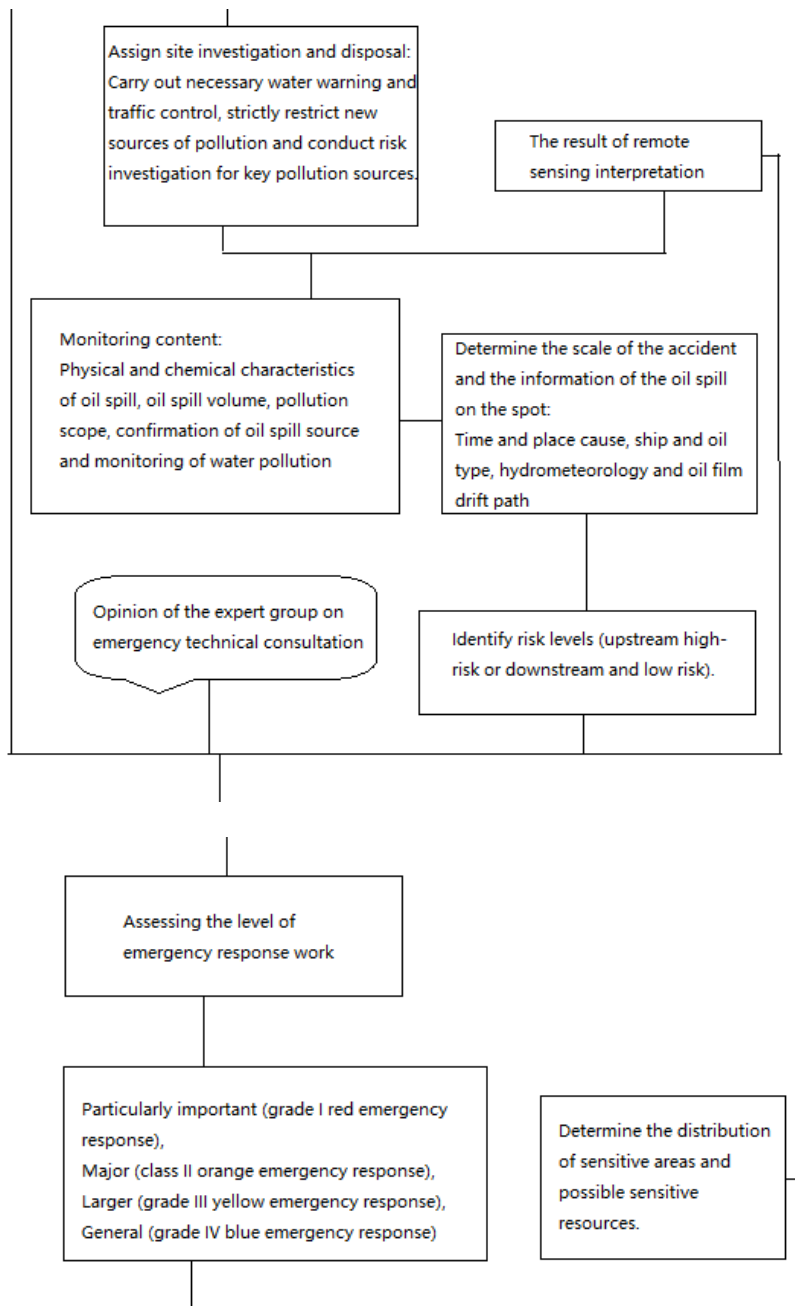 Assign site investigation and disposal:
Carry out necessary water warning and
traffic control, strictly restrict new
sources of pollution and conduct risk
investigation for key pollution sources.
The result of remote
sensing interpretation
Monitoring content:
Physical and chemical characteristics
of oil spill, oil spill volume, pollution
scope, confirmation of oil spill source
and monitoring of water pollution
Determine the scale of the accident
and the information of the oil spill
on the spot:
Time and place cause, ship and oil
type, hydrometeorology and oil film
drift path
Opinion of the expert group on
emergency technical consultation
Identify risk levels (upstream high-
risk or downstream and low risk).
Assessing the level of
emergency response work
Particularly important (grade I red emergency
response),
Major (class II orange emergency response),
Larger (grade III yellow emergency response),
General (grade IV blue emergency response)
Determine the distribution
of sensitive areas and
possible sensitive
resources.